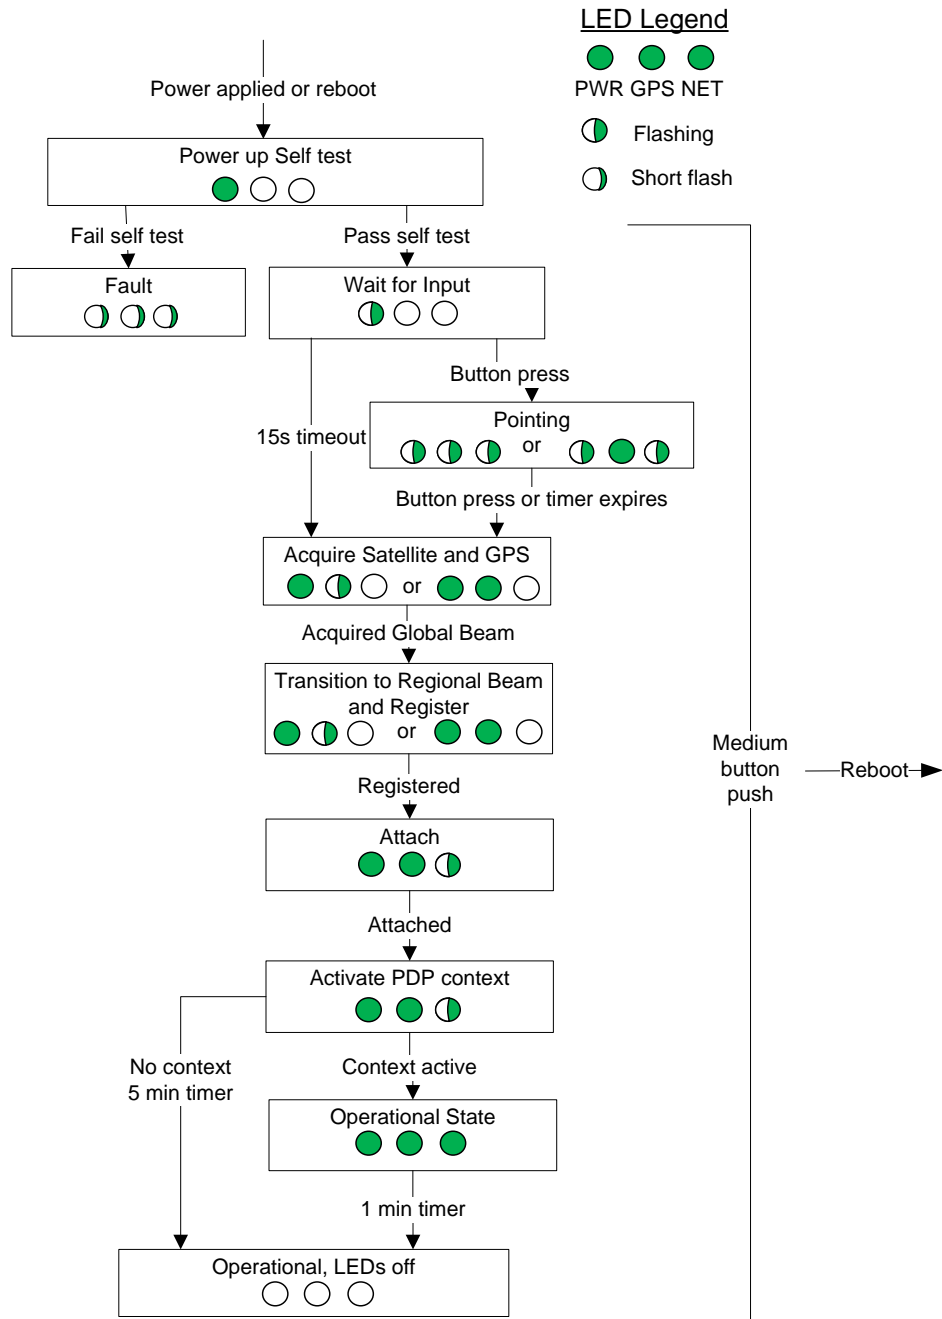 LED Legend
PWR GPS NET
Flashing
Short flash
Power applied or reboot
Power up Self test
Fail self test
Pass self test
Fault
Wait for Input
Button press
15s timeout
Pointing
or
Button press or timer expires
Acquire Satellite and GPS
or
Acquired Global Beam
Transition to Regional Beam
and Register
or
Registered
Attach
Attached
Activate PDP context
No context
5 min timer
Context active
Operational State
1 min timer
Operational, LEDs off
Medium
button
push
Reboot